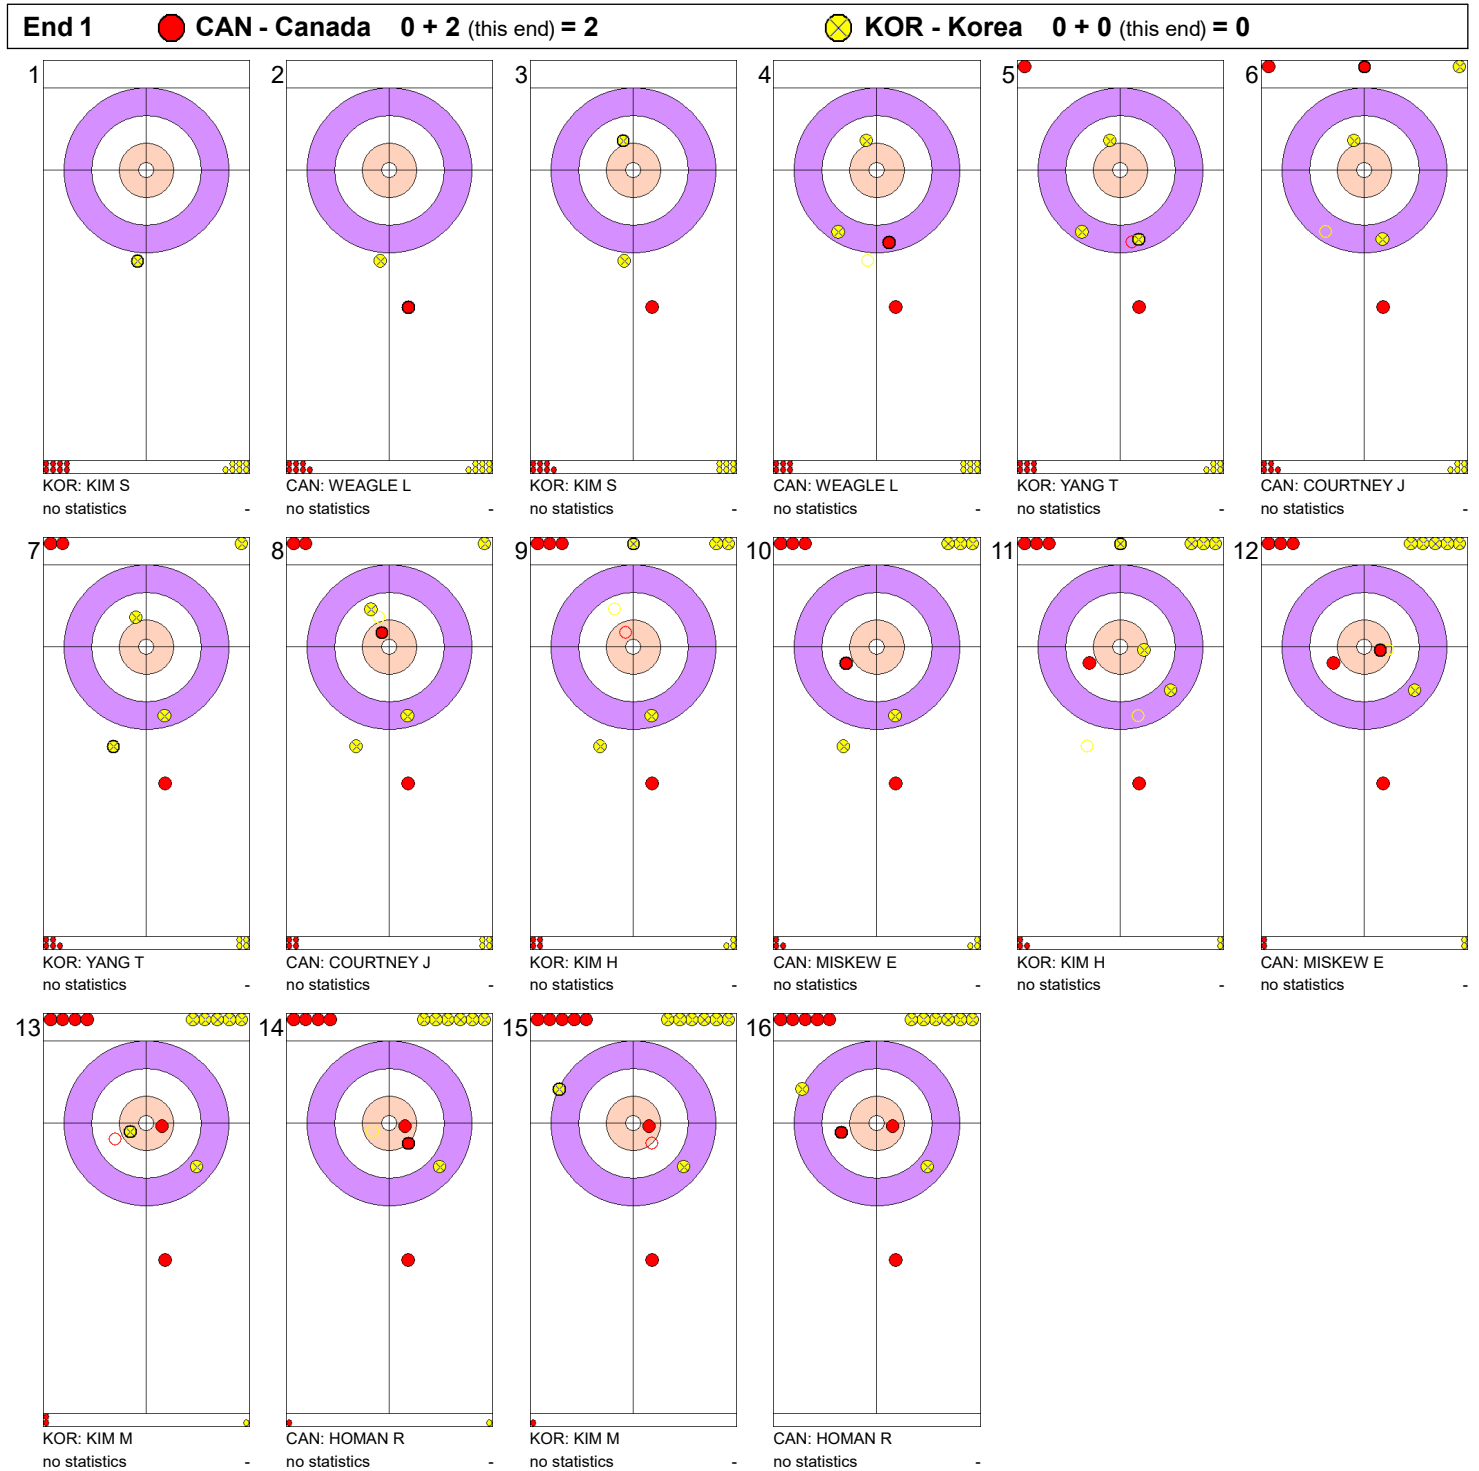 End 1 CAN - Canada 0 + 2 (this end) = 2 KOR - Korea 0 + 0 (this end) = 0
1 2 3 4 5 6
KOR: KIM S CAN: WEAGLE L KOR: KIM S CAN: WEAGLE L KOR: YANG T CAN: COURTNEY J
no statistics - no statistics - no statistics - no statistics - no statistics - no statistics -
7 8 9 10 11 12
KOR: YANG T CAN: COURTNEY J KOR: KIM H CAN: MISKEW E KOR: KIM H CAN: MISKEW E
no statistics - no statistics - no statistics - no statistics - no statistics - no statistics -
13 14 15 16
KOR: KIM M CAN: HOMAN R KOR: KIM M CAN: HOMAN R
no statistics - no statistics - no statistics - no statistics -